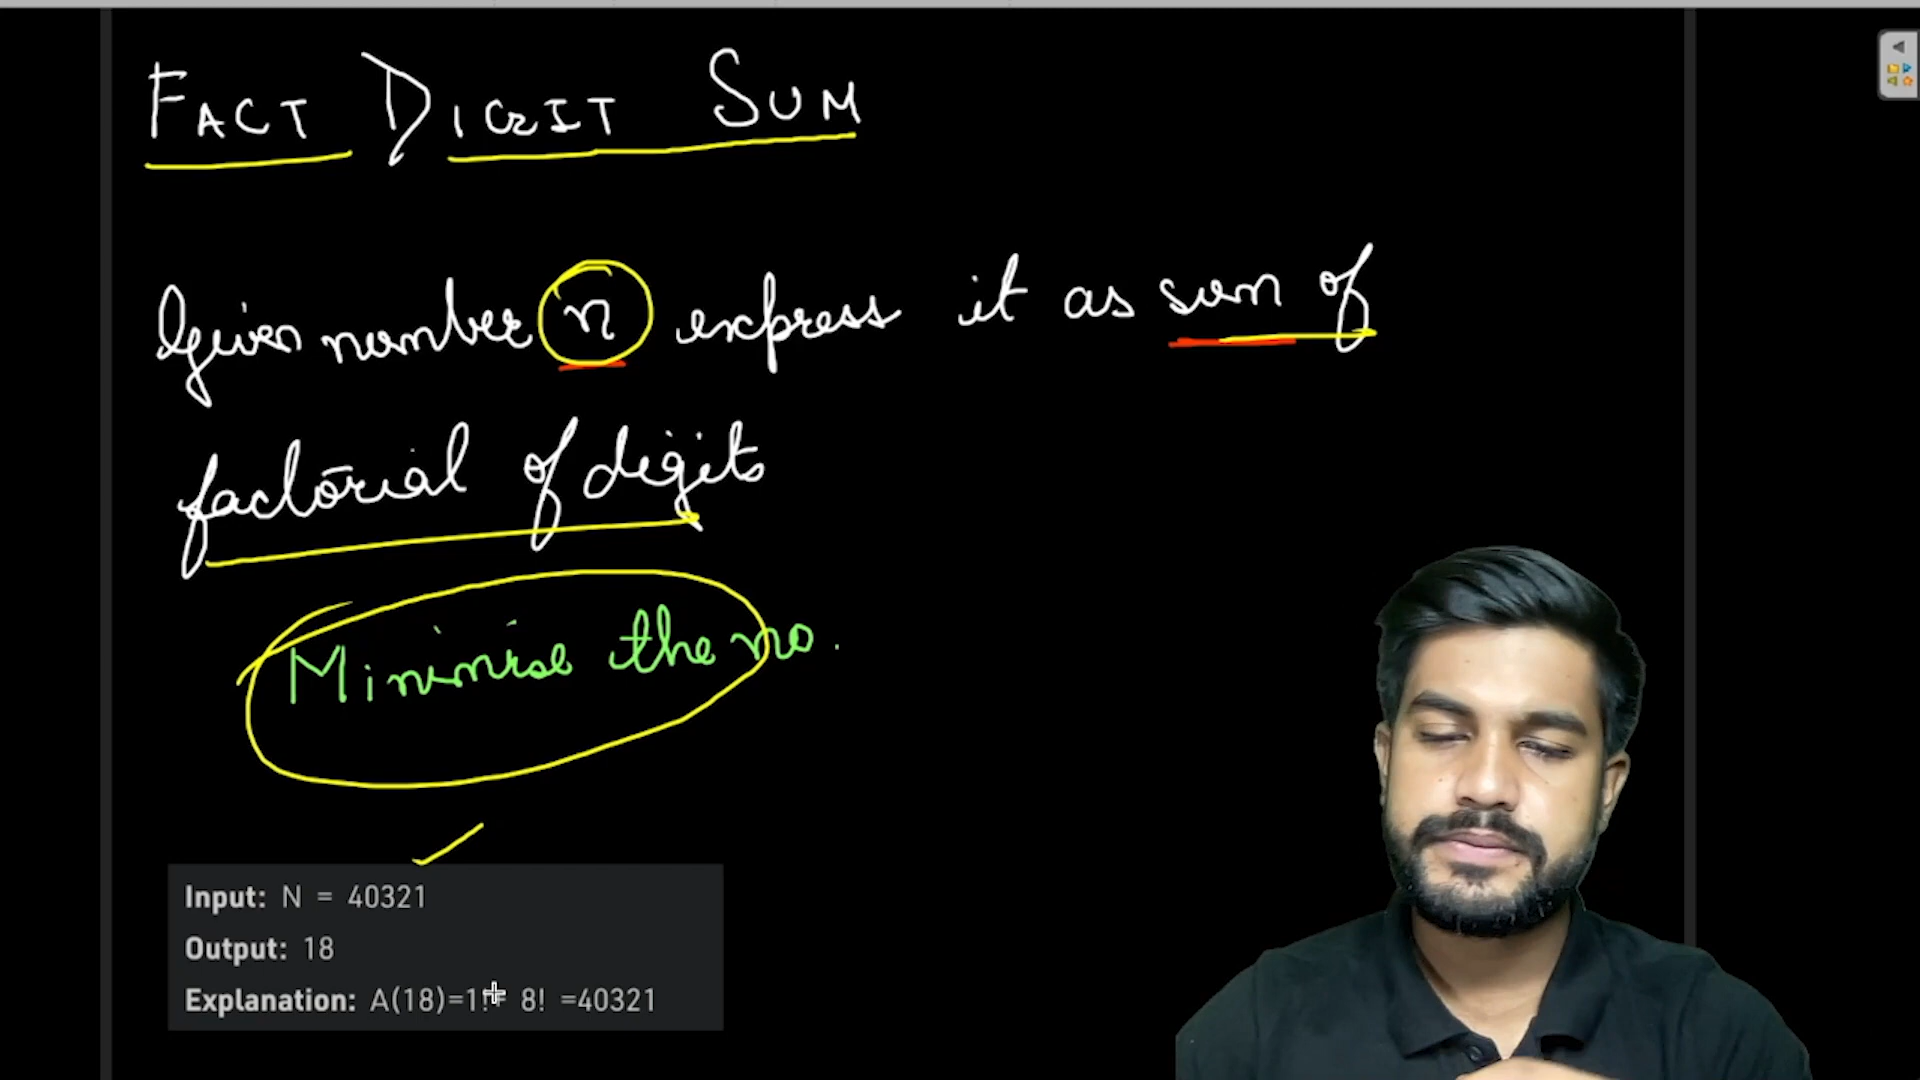 FACT DIGIT SUM
Given number n express it as sum of
factorial of digits
Minimise the no.
Input: N = 40321
Output: 18
Explanation: A(18)=1!+ 8! =40321